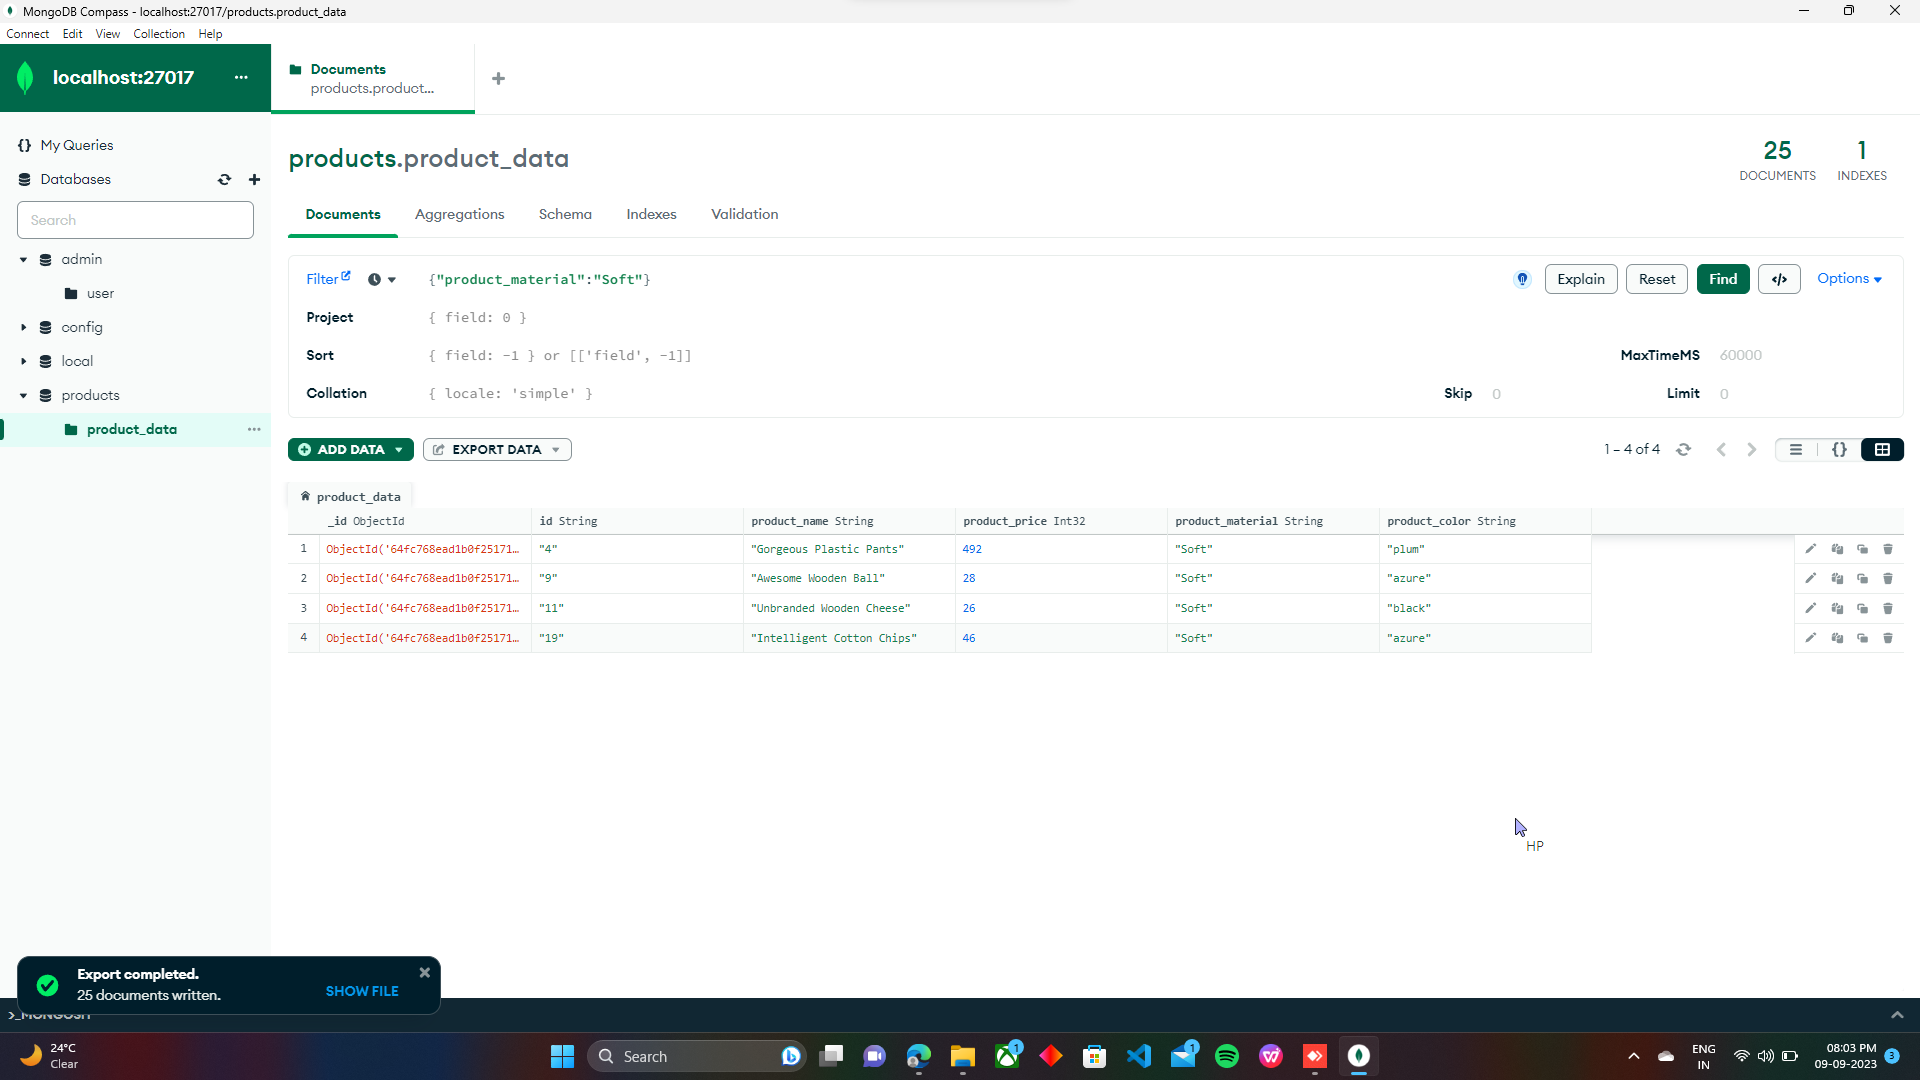 MongoDB Compass - localhost:27017/products.product_data
Connect Edit View Collection Help
localhost:27017 ...
Documents
products.product...
My Queries
Databases
Search
admin
user
config
local
products
product_data ...
products.product_data
25
DOCUMENTS
1
INDEXES
Documents Aggregations Schema Indexes Validation
Filter {"product_material":"Soft"} Explain Reset Find </> Options
Project { field: 0 }
Sort { field: -1 } or [['field', -1]] MaxTimeMS 60000
Collation { locale: 'simple' } Skip 0 Limit 0
ADD DATA EXPORT DATA 1 – 4 of 4 {}
product_data
_id ObjectId id String product_name String product_price Int32 product_material String product_color String
1 ObjectId('64fc768ead1b0f25171… "4" "Gorgeous Plastic Pants" 492 "Soft" "plum"
2 ObjectId('64fc768ead1b0f25171… "9" "Awesome Wooden Ball" 28 "Soft" "azure"
3 ObjectId('64fc768ead1b0f25171… "11" "Unbranded Wooden Cheese" 26 "Soft" "black"
4 ObjectId('64fc768ead1b0f25171… "19" "Intelligent Cotton Chips" 46 "Soft" "azure"
HP
Export completed.
25 documents written.
SHOW FILE
>_MONGOSH
24°C
Clear
Search
1
1
ENG
IN
08:03 PM
09-09-2023
3